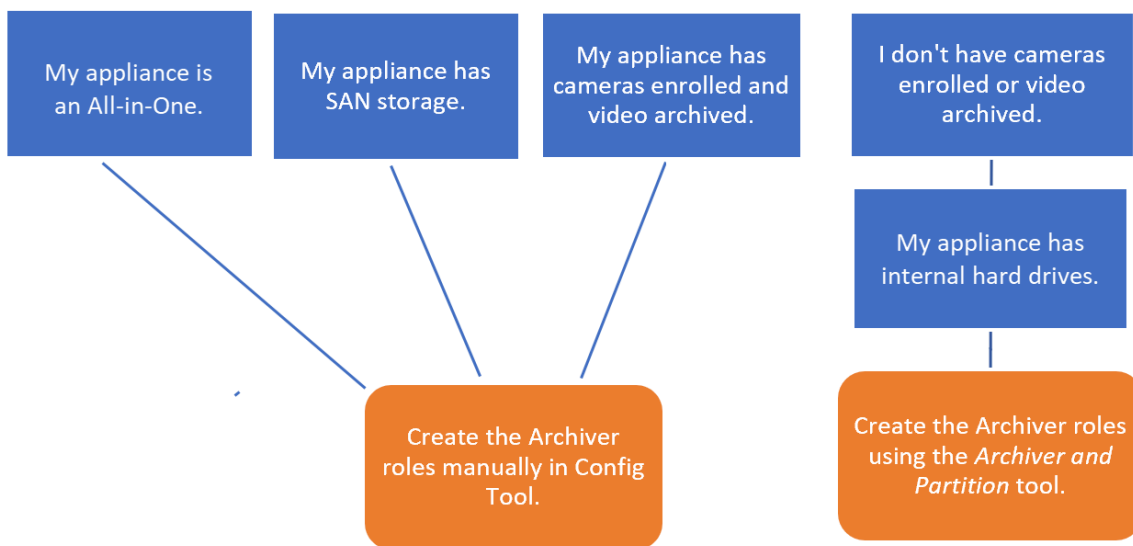 My appliance is
an All-in-One.
My appliance has
SAN storage.
My appliance has
cameras enrolled and
video archived.
I don't have cameras
enrolled or video
archived.
My appliance has
internal hard drives.
Create the Archiver
roles manually in Config
Tool.
Create the Archiver roles
using the Archiver and
Partition tool.